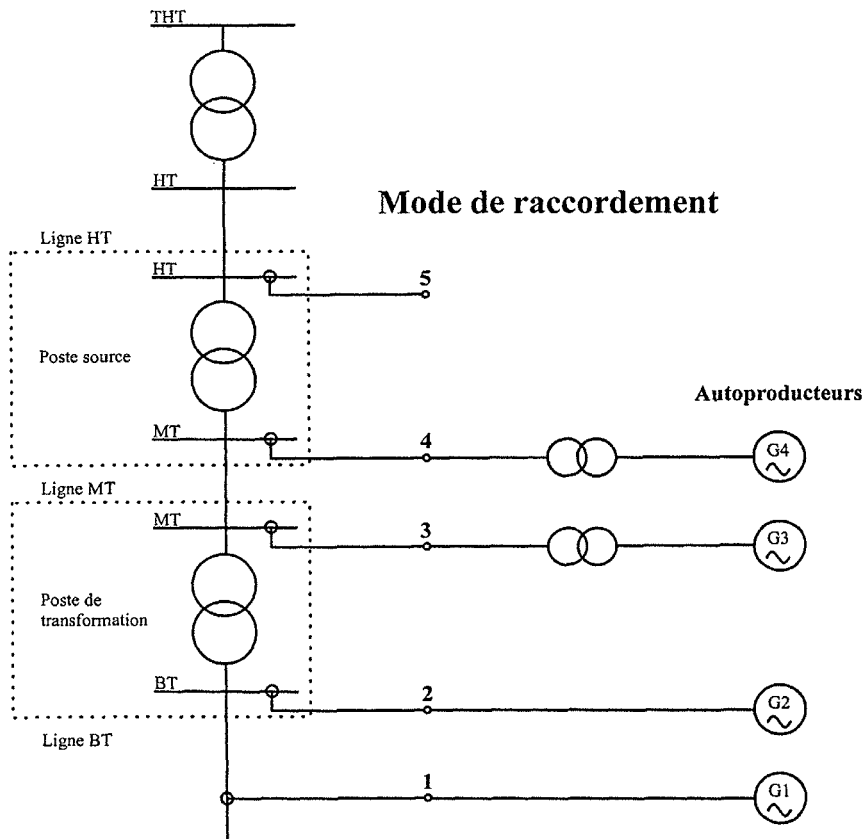 THT
HT
Mode de raccordement
Ligne HT
HT
5
Poste source
Autoproducteurs
MT
4
G4
Ligne MT
MT
3
G3
Poste de
transformation
BT
2
G2
Ligne BT
1
G1